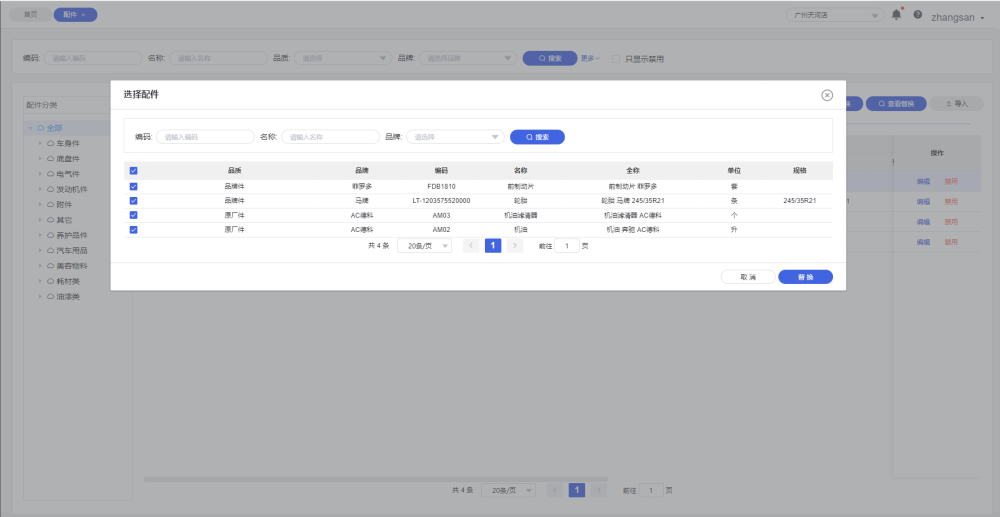 首页 配件 × 广州天河店 zhangsan
编码: 请输入编码 名称: 请输入名称 品质: 请选择 品牌: 请选择品牌 搜索 更多 只显示禁用
配件分类 查看替换 导入
选择配件
编码: 请输入编码 名称: 请输入名称 品牌: 请选择 搜索
品质 品牌 编码 名称 全称 单位 规格
品牌件 菲罗多 FDB1810 前制动片 前制动片 菲罗多 套
品牌件 马牌 LT-1203575520000 轮胎 轮胎 马牌 245/35R21 条 245/35R21
原厂件 AC德科 AM03 机油滤清器 机油滤清器 AC德科 个
原厂件 AC德科 AM02 机油 机油 奔驰 AC德科 升
共 4 条 20条/页 1 前往 1 页
取 消 替 换
全部
车身件
底盘件
电气件
发动机件
附件
其它
养护品件
汽车用品
美容物料
耗材类
油漆类
操作
编辑 禁用
编辑 禁用
编辑 禁用
编辑 禁用
共 4 条 20条/页 1 前往 1 页